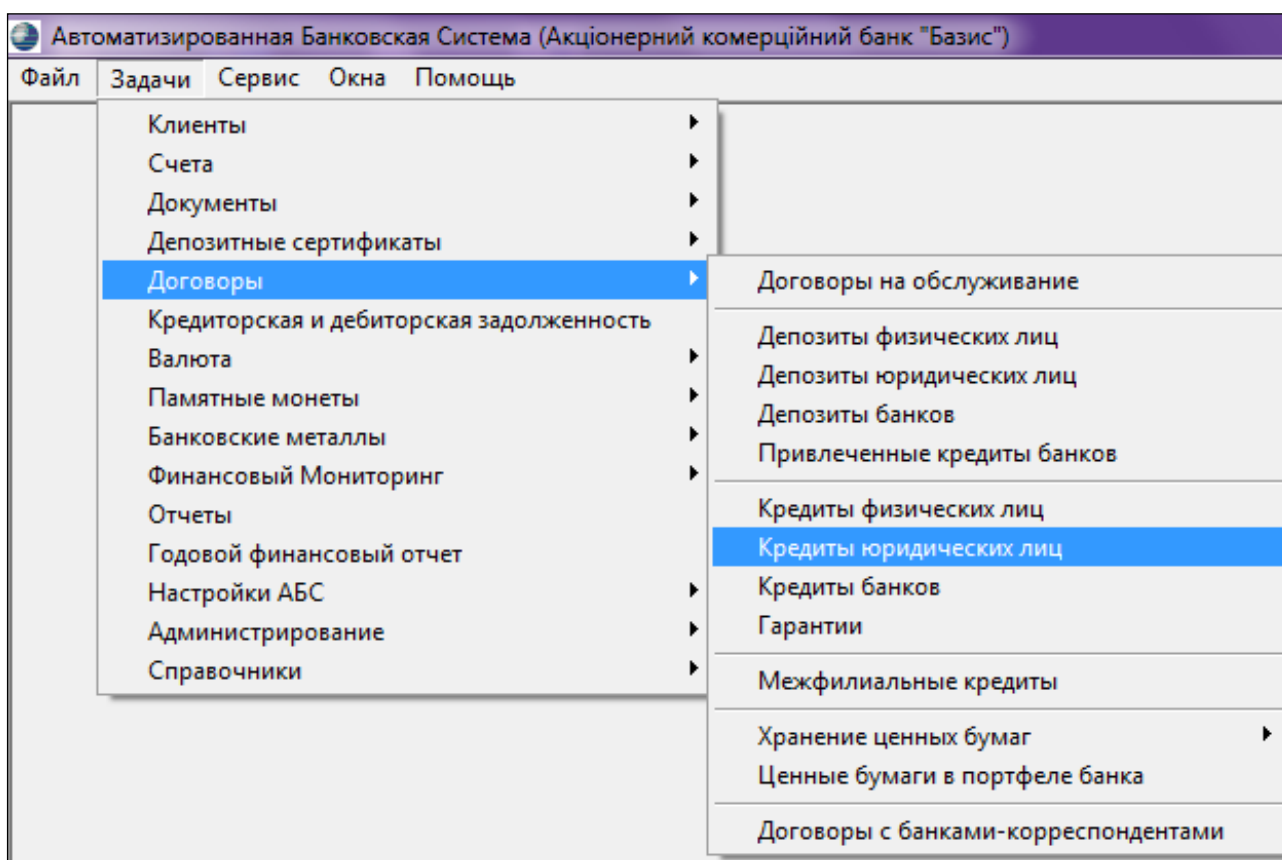 Автоматизированная Банковская Система (Акціонерний комерційний банк "Базис")
Файл Задачи Сервис Окна Помощь
Клиенты
Счета
Документы
Депозитные сертификаты
Договоры
Кредиторская и дебиторская задолженность
Валюта
Памятные монеты
Банковские металлы
Финансовый Мониторинг
Отчеты
Годовой финансовый отчет
Настройки АБС
Администрирование
Справочники
Договоры на обслуживание
Депозиты физических лиц
Депозиты юридических лиц
Депозиты банков
Привлеченные кредиты банков
Кредиты физических лиц
Кредиты юридических лиц
Кредиты банков
Гарантии
Межфилиальные кредиты
Хранение ценных бумаг
Ценные бумаги в портфеле банка
Договоры с банками-корреспондентами